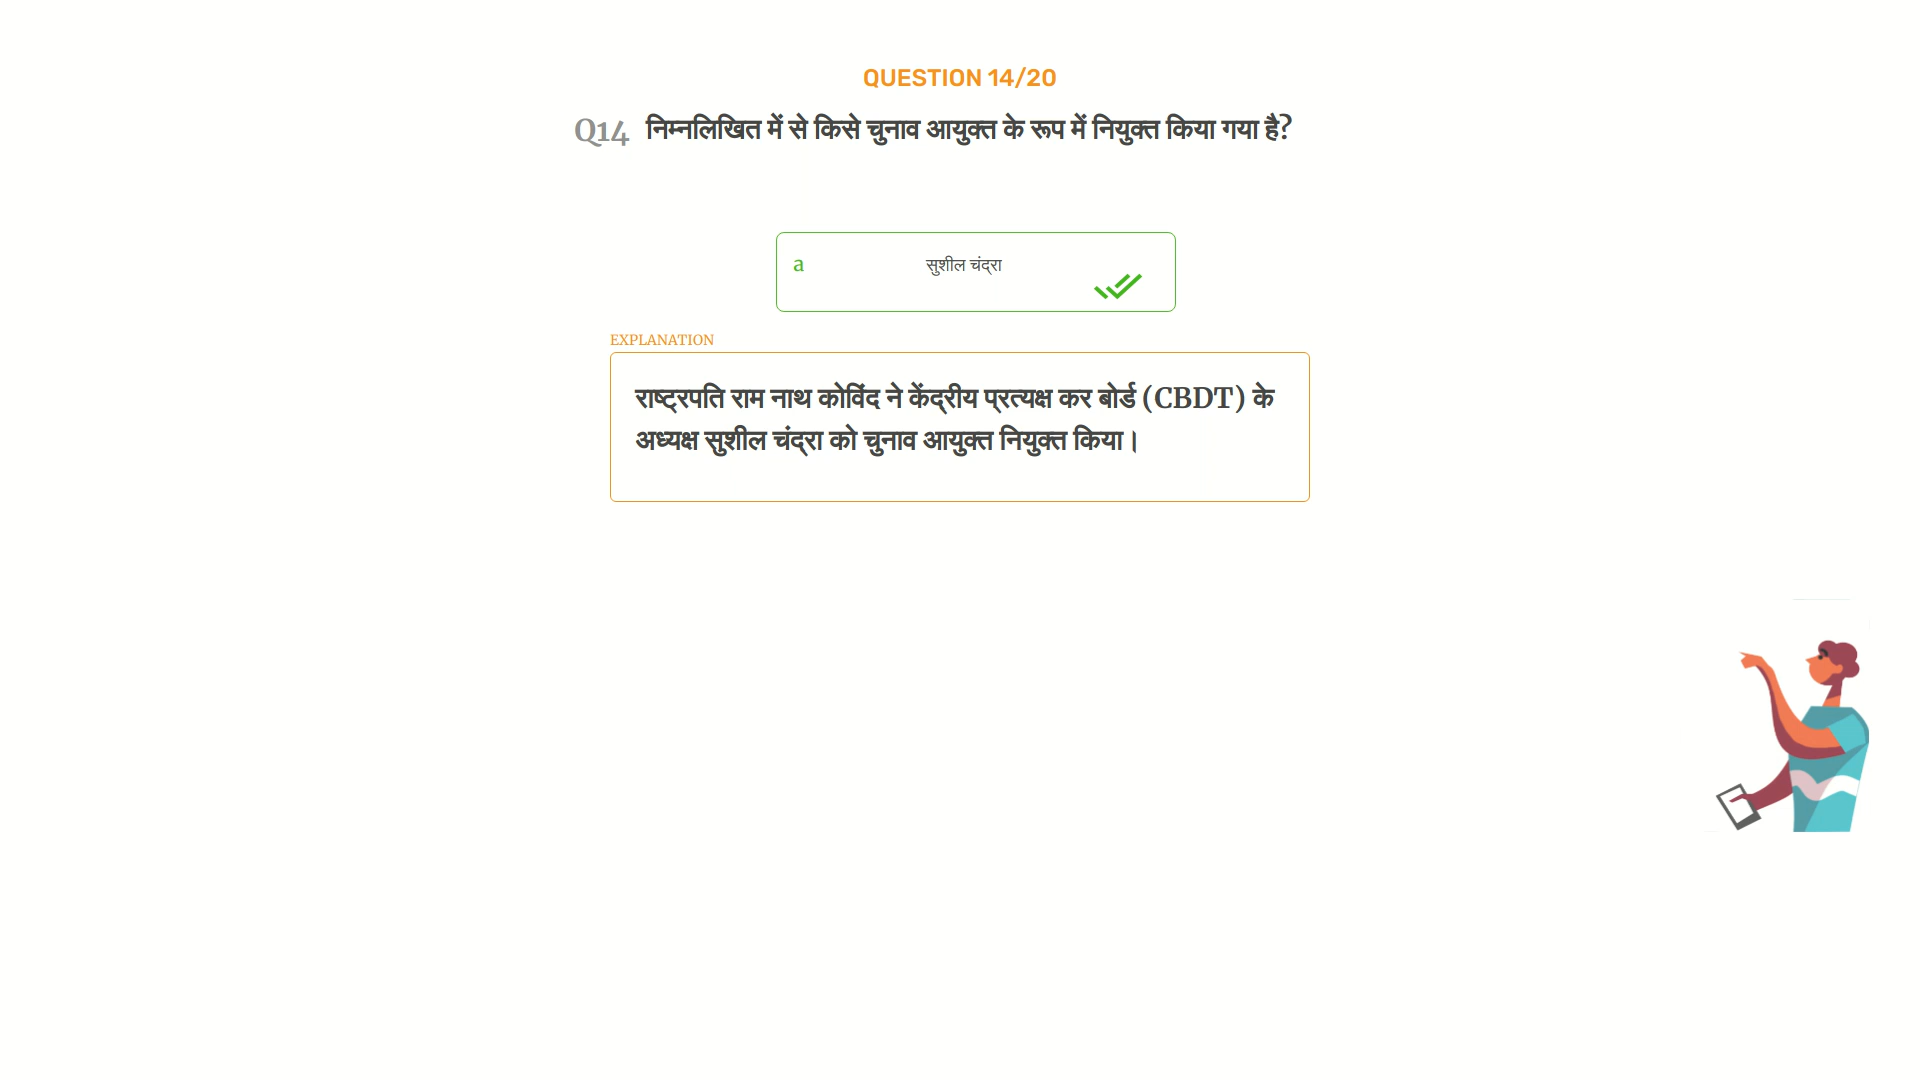 QUESTION 14/20
Q14 निम्नलिखित में से किसे चुनाव आयुक्त के रूप में नियुक्त किया गया है?
a सुशील चंद्रा
EXPLANATION
राष्ट्रपति राम नाथ कोविंद ने केंद्रीय प्रत्यक्ष कर बोर्ड (CBDT) के
अध्यक्ष सुशील चंद्रा को चुनाव आयुक्त नियुक्त किया।